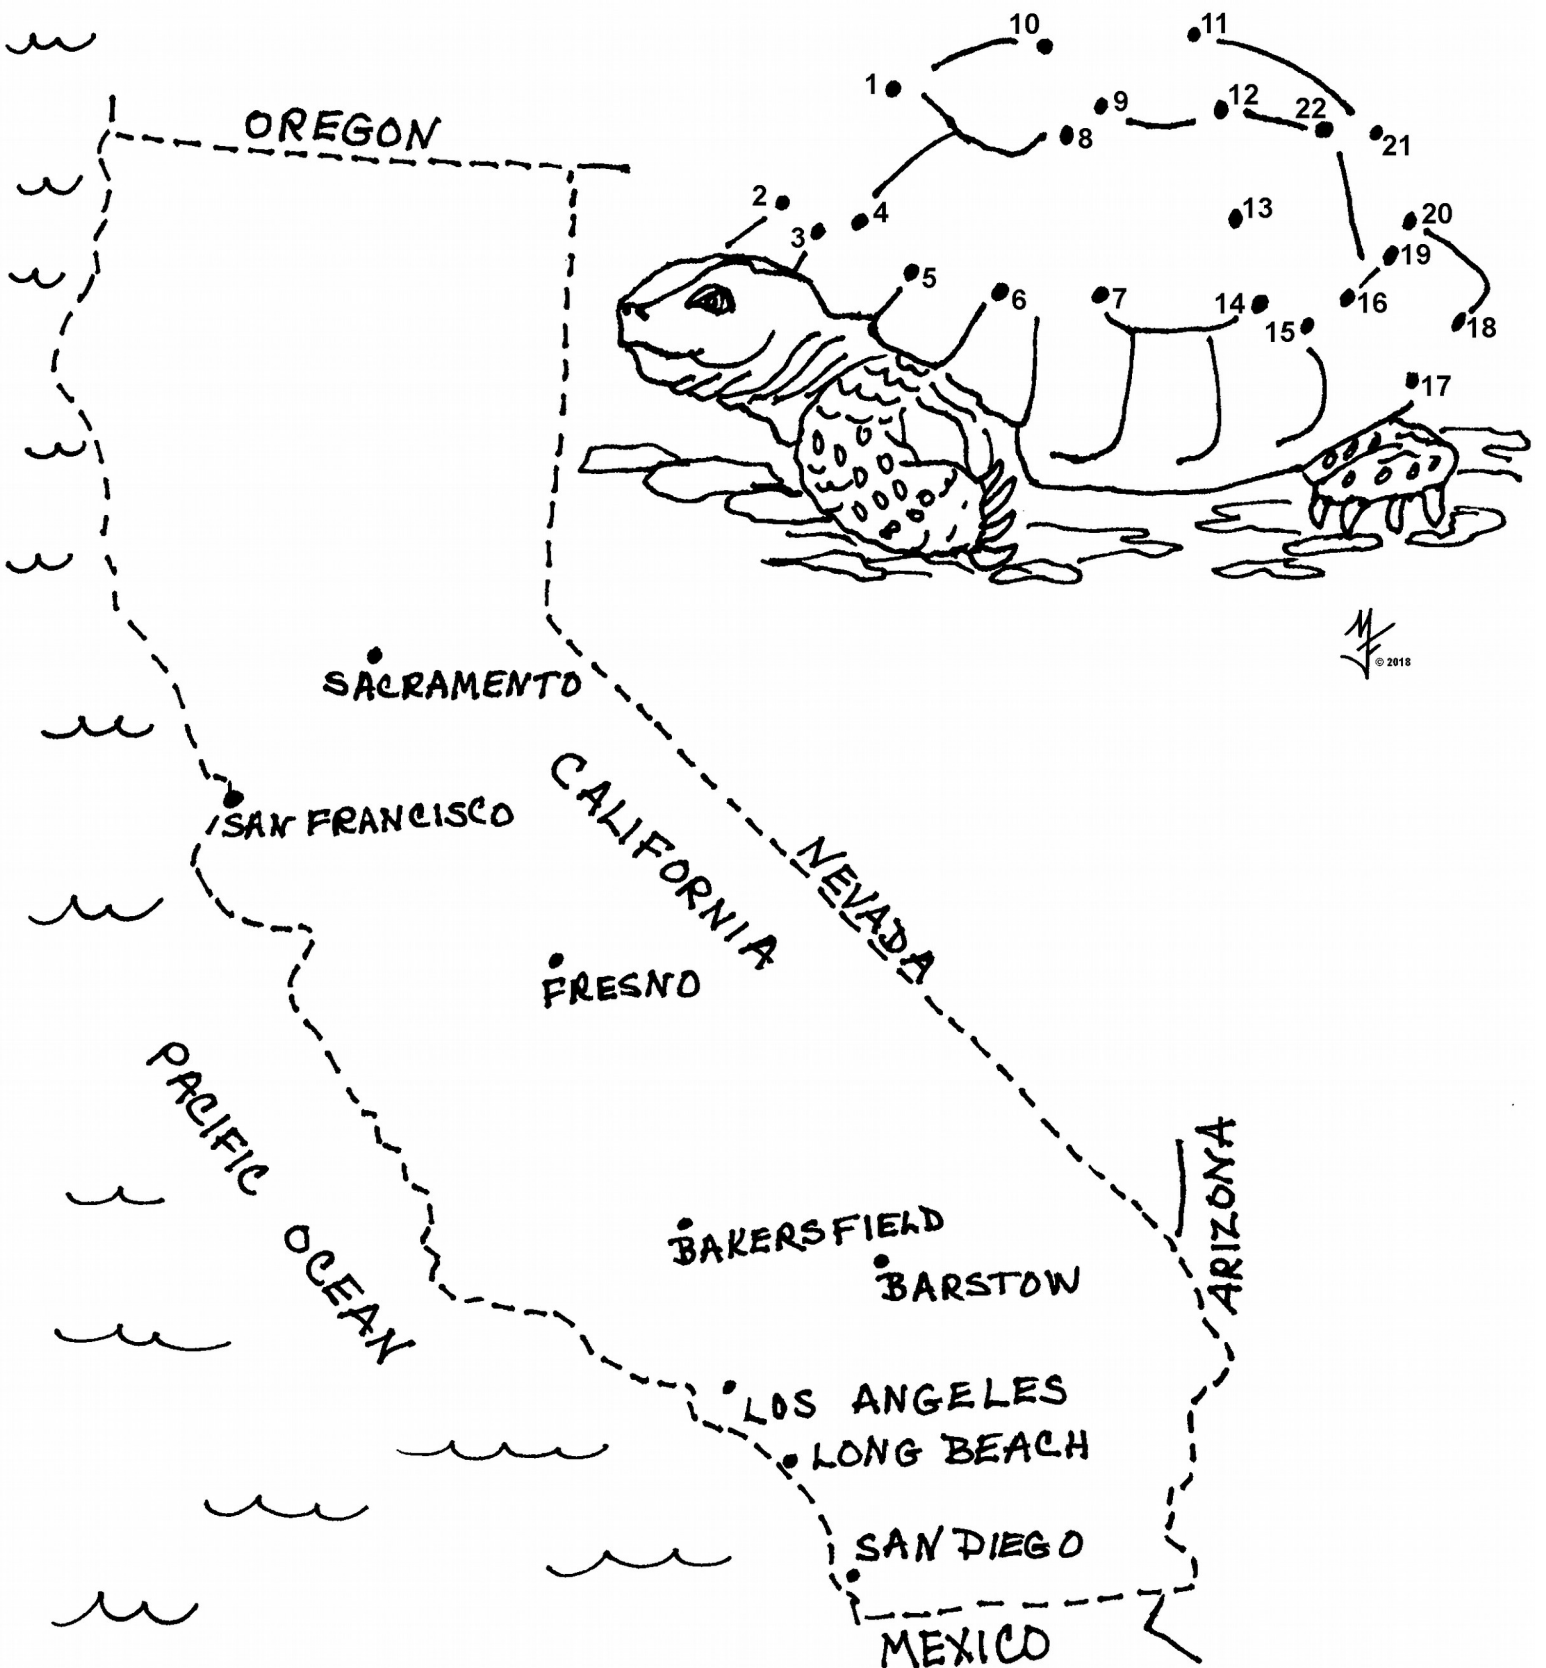 10
11
1
9
12
22
8
21
2
4
13
20
3
19
5
6
7
14
16
15
18
17
OREGON
© 2018
SACRAMENTO
SAN FRANCISCO
CALIFORNIA
NEVADA
FRESNO
PACIFIC OCEAN
ARIZONA
BAKERSFIELD
BARSTOW
LOS ANGELES
LONG BEACH
SAN DIEGO
MEXICO